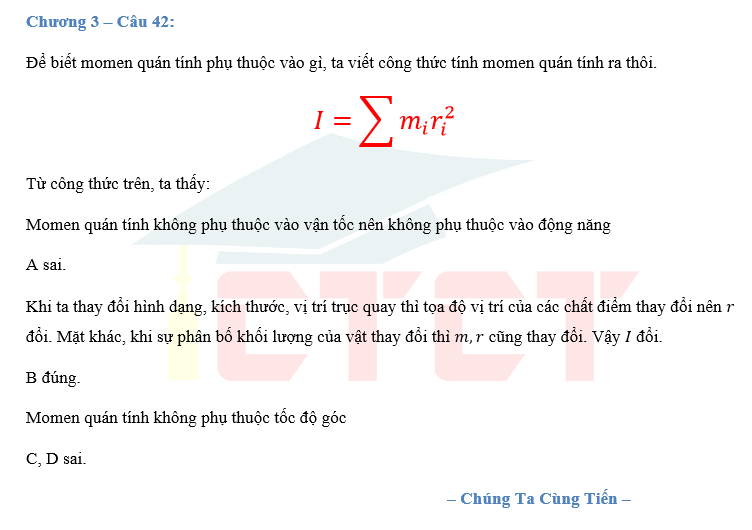 Chương 3 – Câu 42:
Để biết momen quán tính phụ thuộc vào gì, ta viết công thức tính momen quán tính ra thôi.
I = ∑ mᵢrᵢ²
Từ công thức trên, ta thấy:
Momen quán tính không phụ thuộc vào vận tốc nên không phụ thuộc vào động năng
A sai.
Khi ta thay đổi hình dạng, kích thước, vị trí trục quay thì tọa độ vị trí của các chất điểm thay đổi nên r
đổi. Mặt khác, khi sự phân bố khối lượng của vật thay đổi thì m, r cũng thay đổi. Vậy I đổi.
B đúng.
Momen quán tính không phụ thuộc tốc độ góc
C, D sai.
– Chúng Ta Cùng Tiến –
CTCT